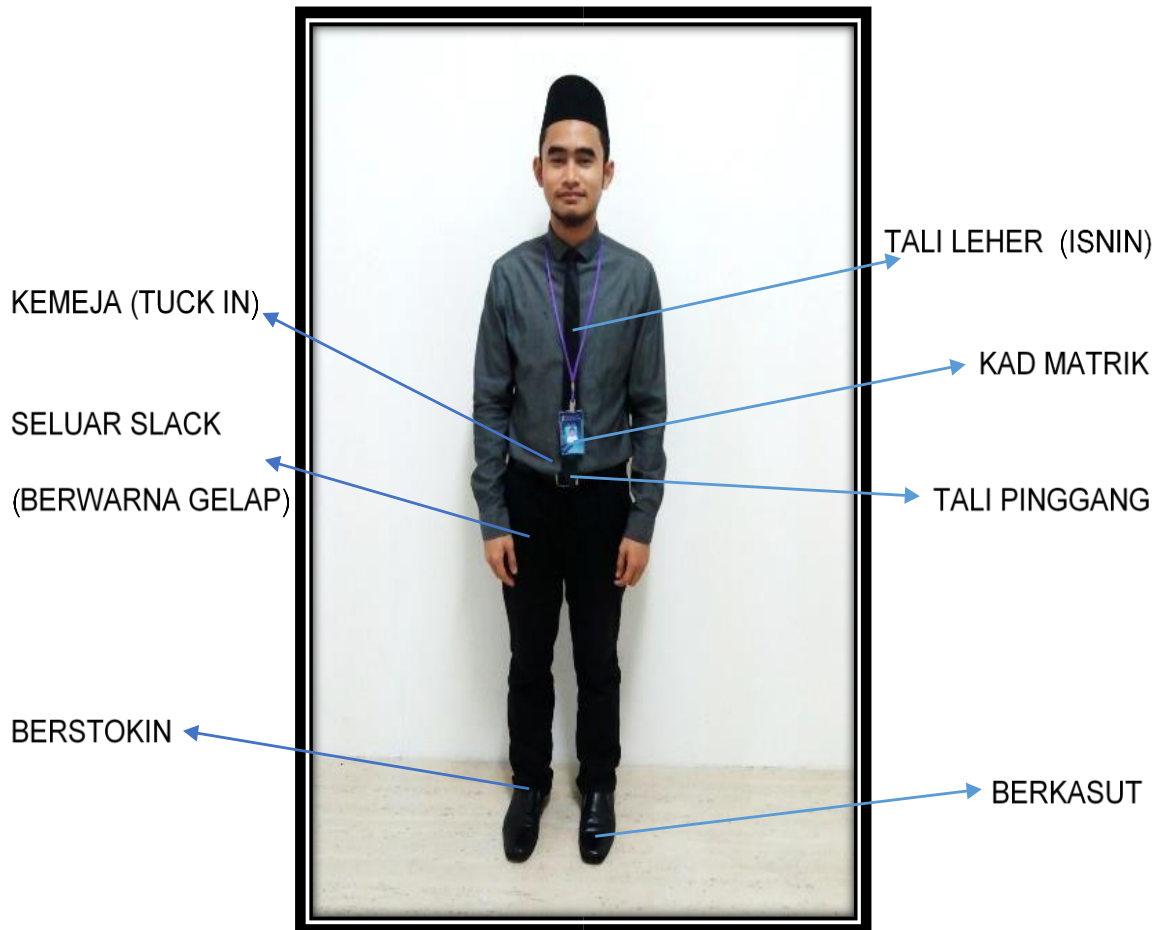 TALI LEHER (ISNIN)
KEMEJA (TUCK IN)
KAD MATRIK
SELUAR SLACK
(BERWARNA GELAP)
TALI PINGGANG
BERSTOKIN
BERKASUT